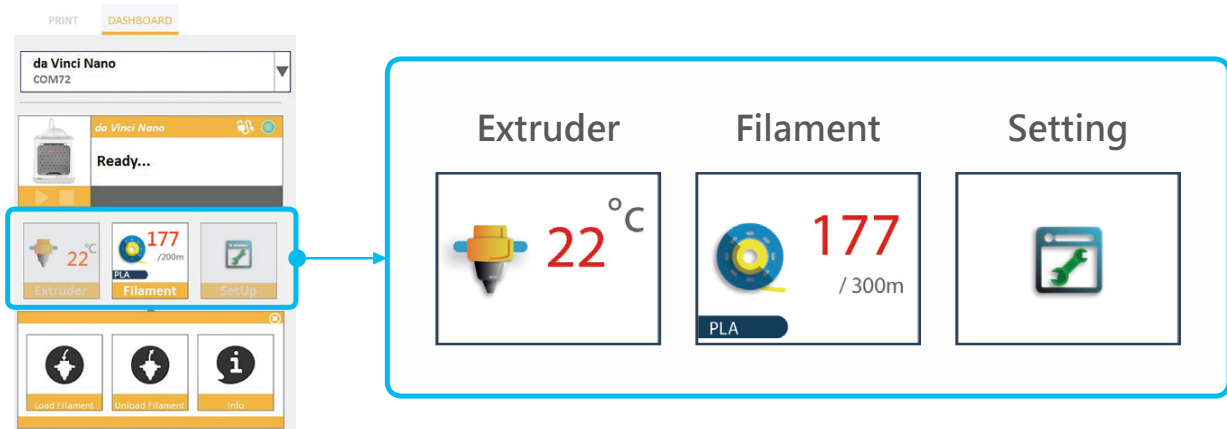 PRINT DASHBOARD
da Vinci Nano
COM72
da Vinci Nano
Ready...
22 °C
Extruder
177
/200m
PLA
Filament
SetUp
Load Filament
Unload Filament
Info
Extruder Filament Setting
22 °C
177
/ 300m
PLA